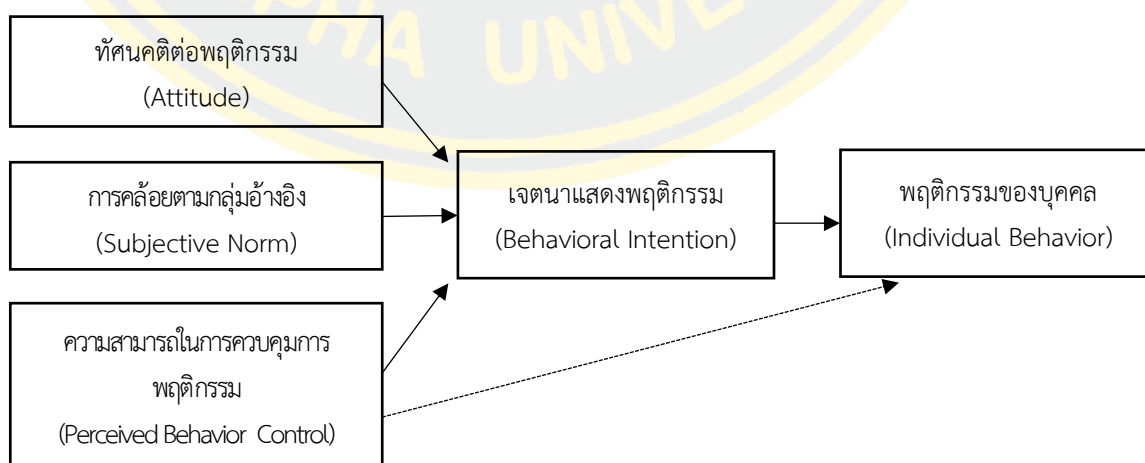 ทัศนคติต่อพฤติกรรม
(Attitude)
การคล้อยตามกลุ่มอ้างอิง
(Subjective Norm)
ความสามารถในการควบคุมการ
พฤติกรรม
(Perceived Behavior Control)
เจตนาแสดงพฤติกรรม
(Behavioral Intention)
พฤติกรรมของบุคคล
(Individual Behavior)
PHA UNIV